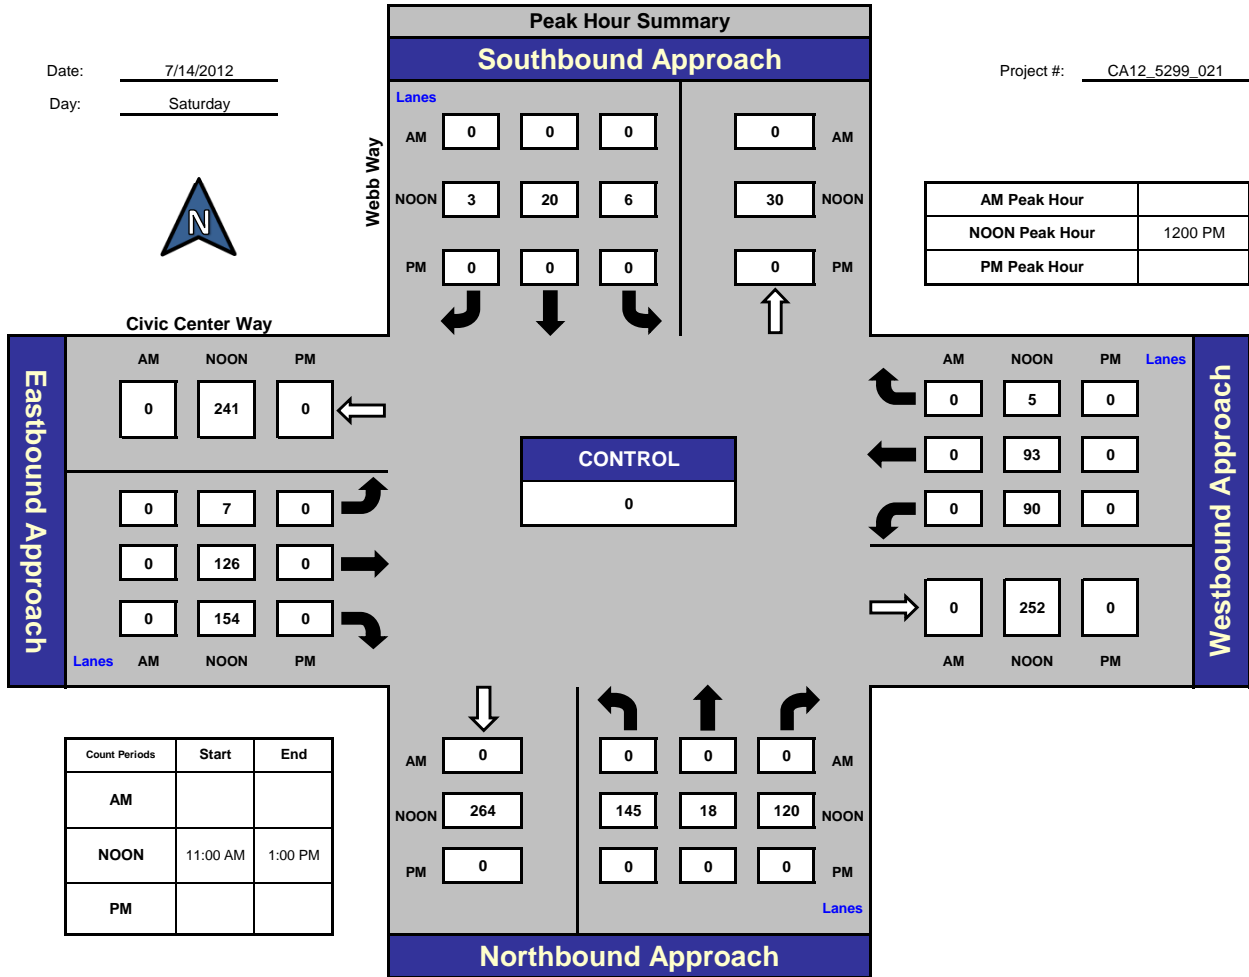 Peak Hour Summary
Southbound Approach
Date: 7/14/2012
Project #: CA12_5299_021
Day: Saturday
Lanes
AM 0 0 0 0 AM
Webb Way
N
NOON 3 20 6 30 NOON
PM 0 0 0 0 PM
AM Peak Hour
NOON Peak Hour 1200 PM
PM Peak Hour
Civic Center Way
Eastbound Approach
AM NOON PM
0 241 0
0 7 0
0 126 0
0 154 0
Lanes AM NOON PM
CONTROL
0
AM NOON PM Lanes
0 5 0
0 93 0
0 90 0
0 252 0
AM NOON PM
Westbound Approach
Count Periods Start End
AM
NOON 11:00 AM 1:00 PM
PM
AM 0 0 0 0 AM
NOON 264 145 18 120 NOON
PM 0 0 0 0 PM
Lanes
Northbound Approach